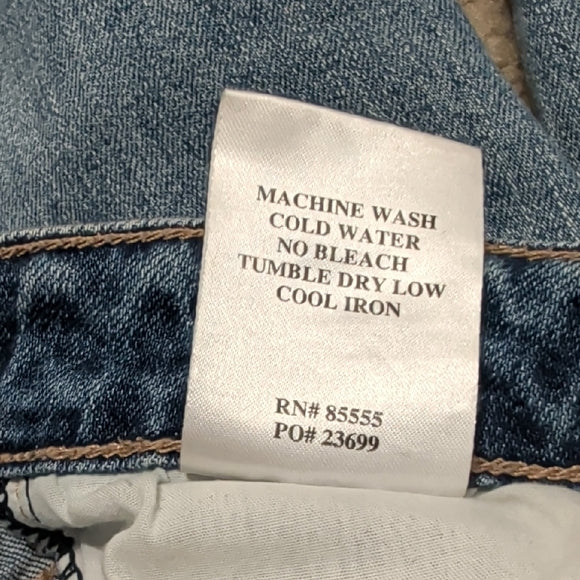 MACHINE WASH
COLD WATER
NO BLEACH
TUMBLE DRY LOW
COOL IRON
RN# 85555
PO# 23699